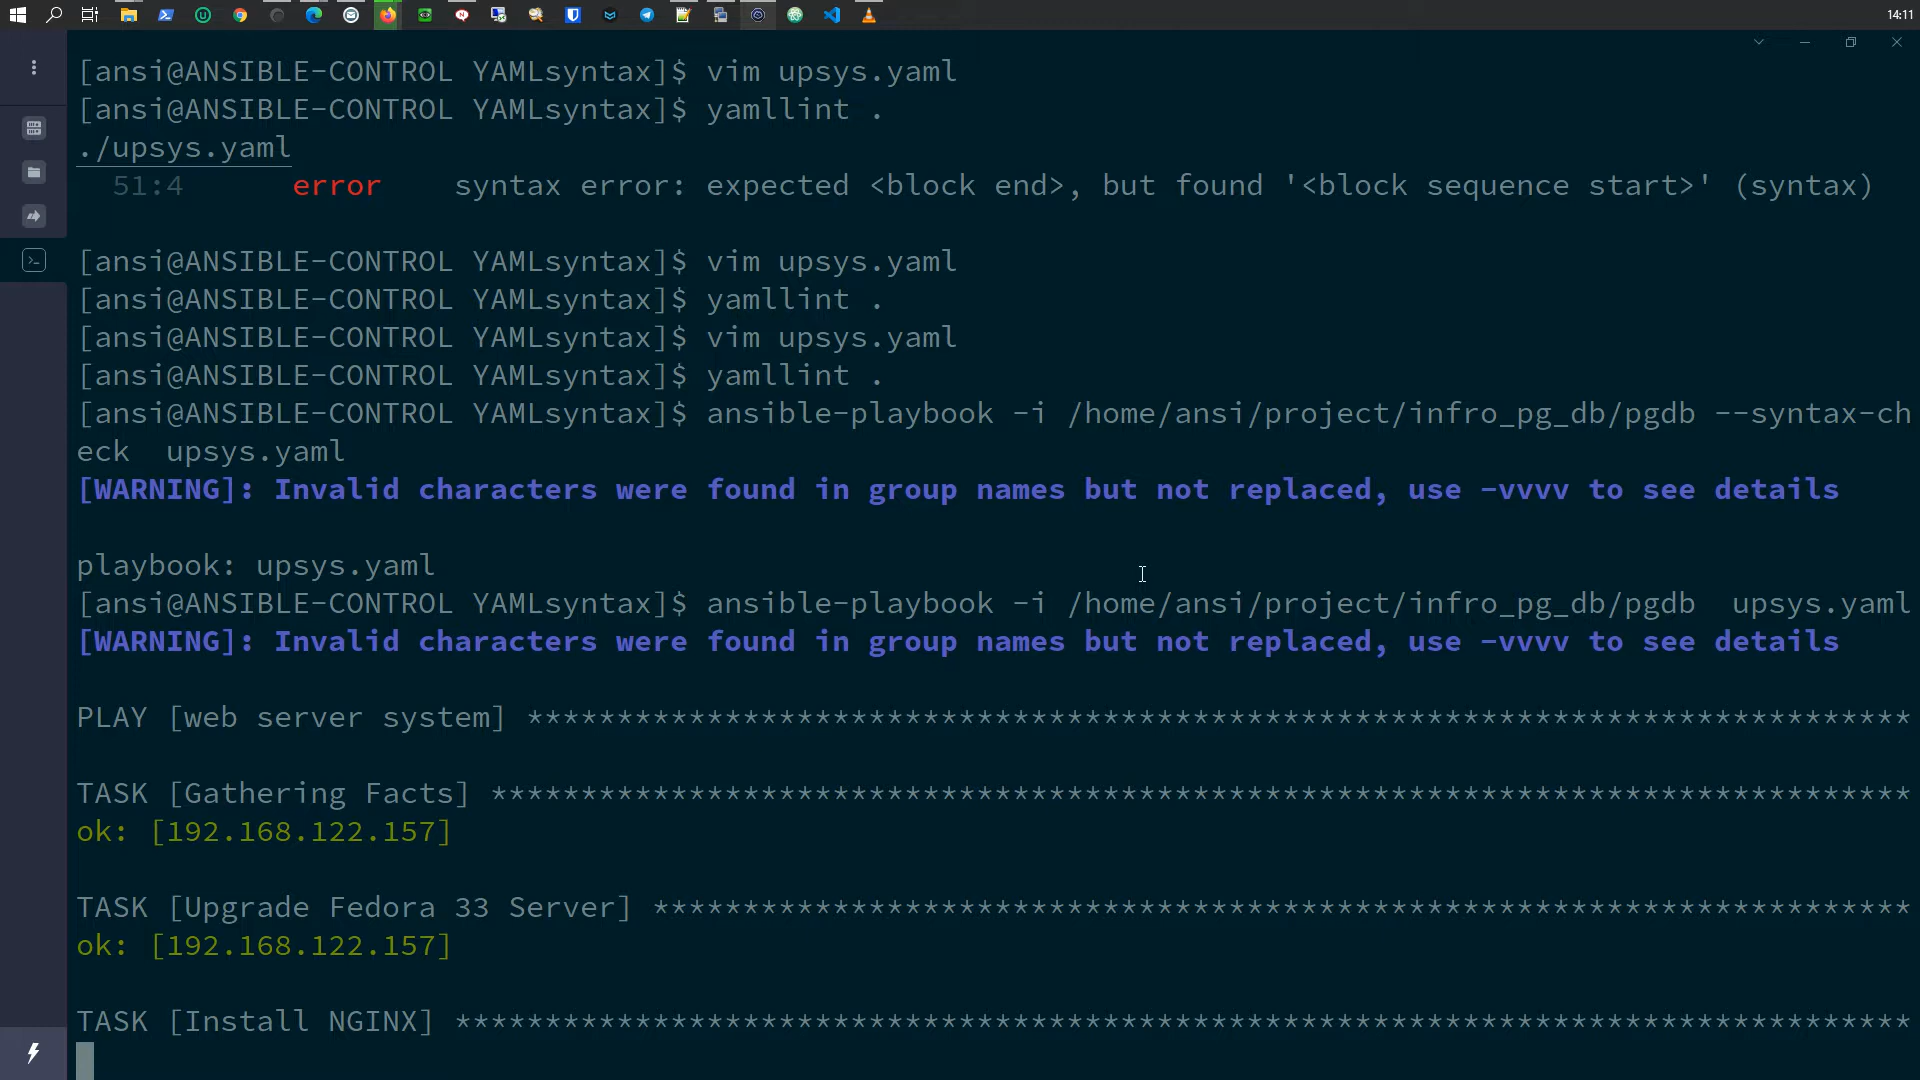 14:11
[ansi@ANSIBLE-CONTROL YAMLsyntax]$ vim upsys.yaml
[ansi@ANSIBLE-CONTROL YAMLsyntax]$ yamllint .
./upsys.yaml
51:4 error syntax error: expected <block end>, but found '<block sequence start>' (syntax)
[ansi@ANSIBLE-CONTROL YAMLsyntax]$ vim upsys.yaml
[ansi@ANSIBLE-CONTROL YAMLsyntax]$ yamllint .
[ansi@ANSIBLE-CONTROL YAMLsyntax]$ vim upsys.yaml
[ansi@ANSIBLE-CONTROL YAMLsyntax]$ yamllint .
[ansi@ANSIBLE-CONTROL YAMLsyntax]$ ansible-playbook -i /home/ansi/project/infro_pg_db/pgdb --syntax-ch
eck  upsys.yaml
[WARNING]: Invalid characters were found in group names but not replaced, use -vvvv to see details
playbook: upsys.yaml
[ansi@ANSIBLE-CONTROL YAMLsyntax]$ ansible-playbook -i /home/ansi/project/infro_pg_db/pgdb  upsys.yaml
[WARNING]: Invalid characters were found in group names but not replaced, use -vvvv to see details
PLAY [web server system] *****************************************************************************
TASK [Gathering Facts] *******************************************************************************
ok: [192.168.122.157]
TASK [Upgrade Fedora 33 Server] **********************************************************************
ok: [192.168.122.157]
TASK [Install NGINX] *********************************************************************************